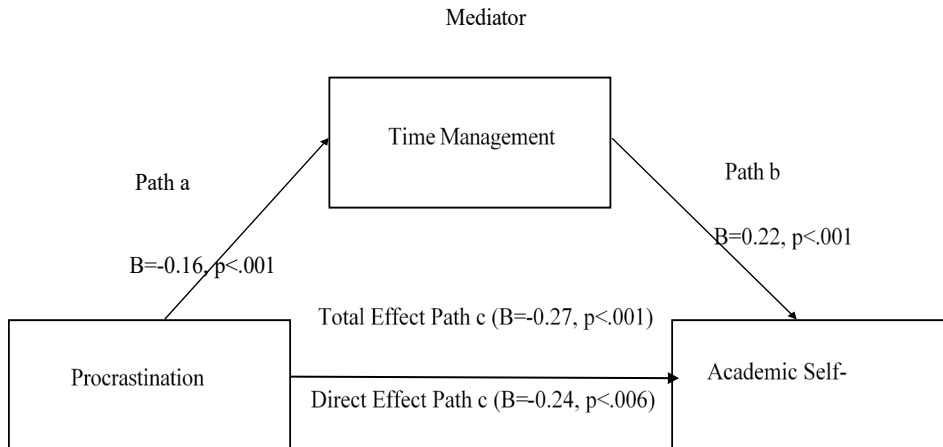 Mediator
Time Management
Path a
Path b
B=-0.16, p<.001
B=0.22, p<.001
Total Effect Path c (B=-0.27, p<.001)
Procrastination
Academic Self-
Direct Effect Path c (B=-0.24, p<.006)